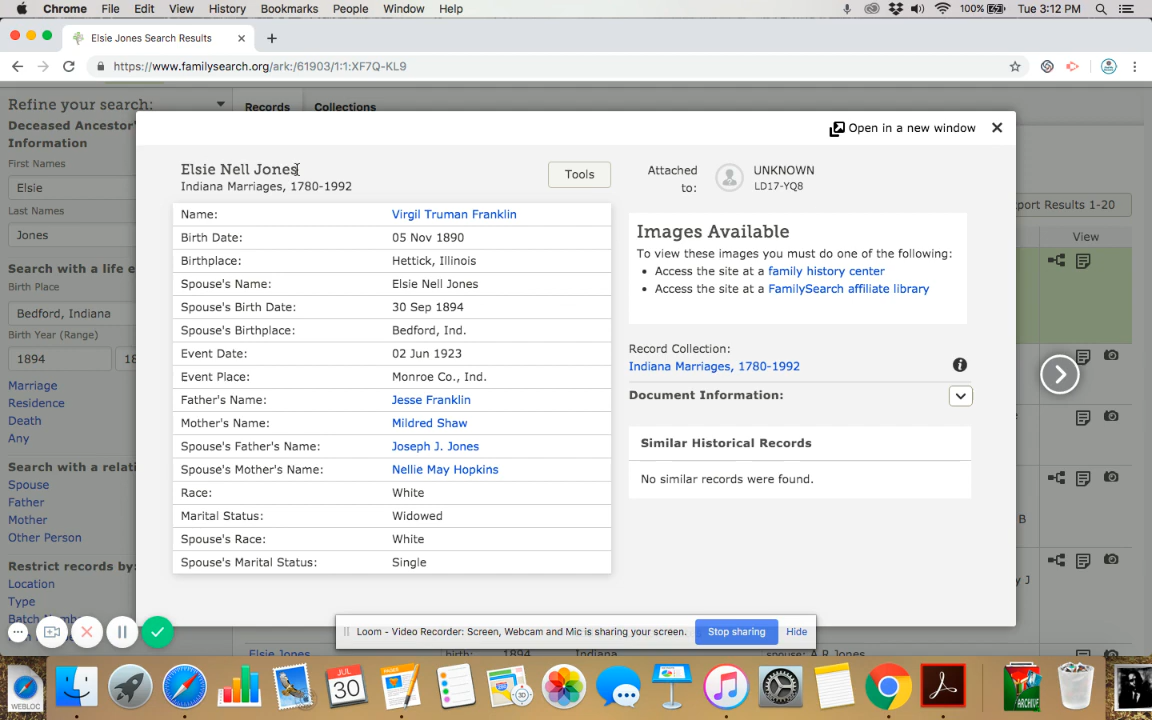 Chrome File Edit View History Bookmarks People Window Help 100% Tue 3:12 PM
Elsie Jones Search Results
https://www.familysearch.org/ark:/61903/1:1:XF7Q-KL9
Refine your search:
Records Collections
Deceased Ancestor'
Information
First Names
Elsie
Last Names
Jones
Search with a life e
Birth Place
Bedford, Indiana
Birth Year (Range)
1894 18
Marriage
Residence
Death
Any
Search with a relati
Spouse
Father
Mother
Other Person
Restrict records by:
Location
Type
Batch Numb
Open in a new window
Elsie Nell Jones
Indiana Marriages, 1780-1992
Tools
Attached
to:
UNKNOWN
LD17-YQ8
Name: Virgil Truman Franklin
Birth Date: 05 Nov 1890
Birthplace: Hettick, Illinois
Spouse's Name: Elsie Nell Jones
Spouse's Birth Date: 30 Sep 1894
Spouse's Birthplace: Bedford, Ind.
Event Date: 02 Jun 1923
Event Place: Monroe Co., Ind.
Father's Name: Jesse Franklin
Mother's Name: Mildred Shaw
Spouse's Father's Name: Joseph J. Jones
Spouse's Mother's Name: Nellie May Hopkins
Race: White
Marital Status: Widowed
Spouse's Race: White
Spouse's Marital Status: Single
Images Available
To view these images you must do one of the following:
Access the site at a family history center
Access the site at a FamilySearch affiliate library
Record Collection:
Indiana Marriages, 1780-1992
Document Information:
Similar Historical Records
No similar records were found.
port Results 1-20
View
B
y J
Loom - Video Recorder: Screen, Webcam and Mic is sharing your screen. Stop sharing Hide
Elsie Jones birth: 1894 Indiana spouse: A R Jones
WEBLOC
JUL
30
ARCHIVE